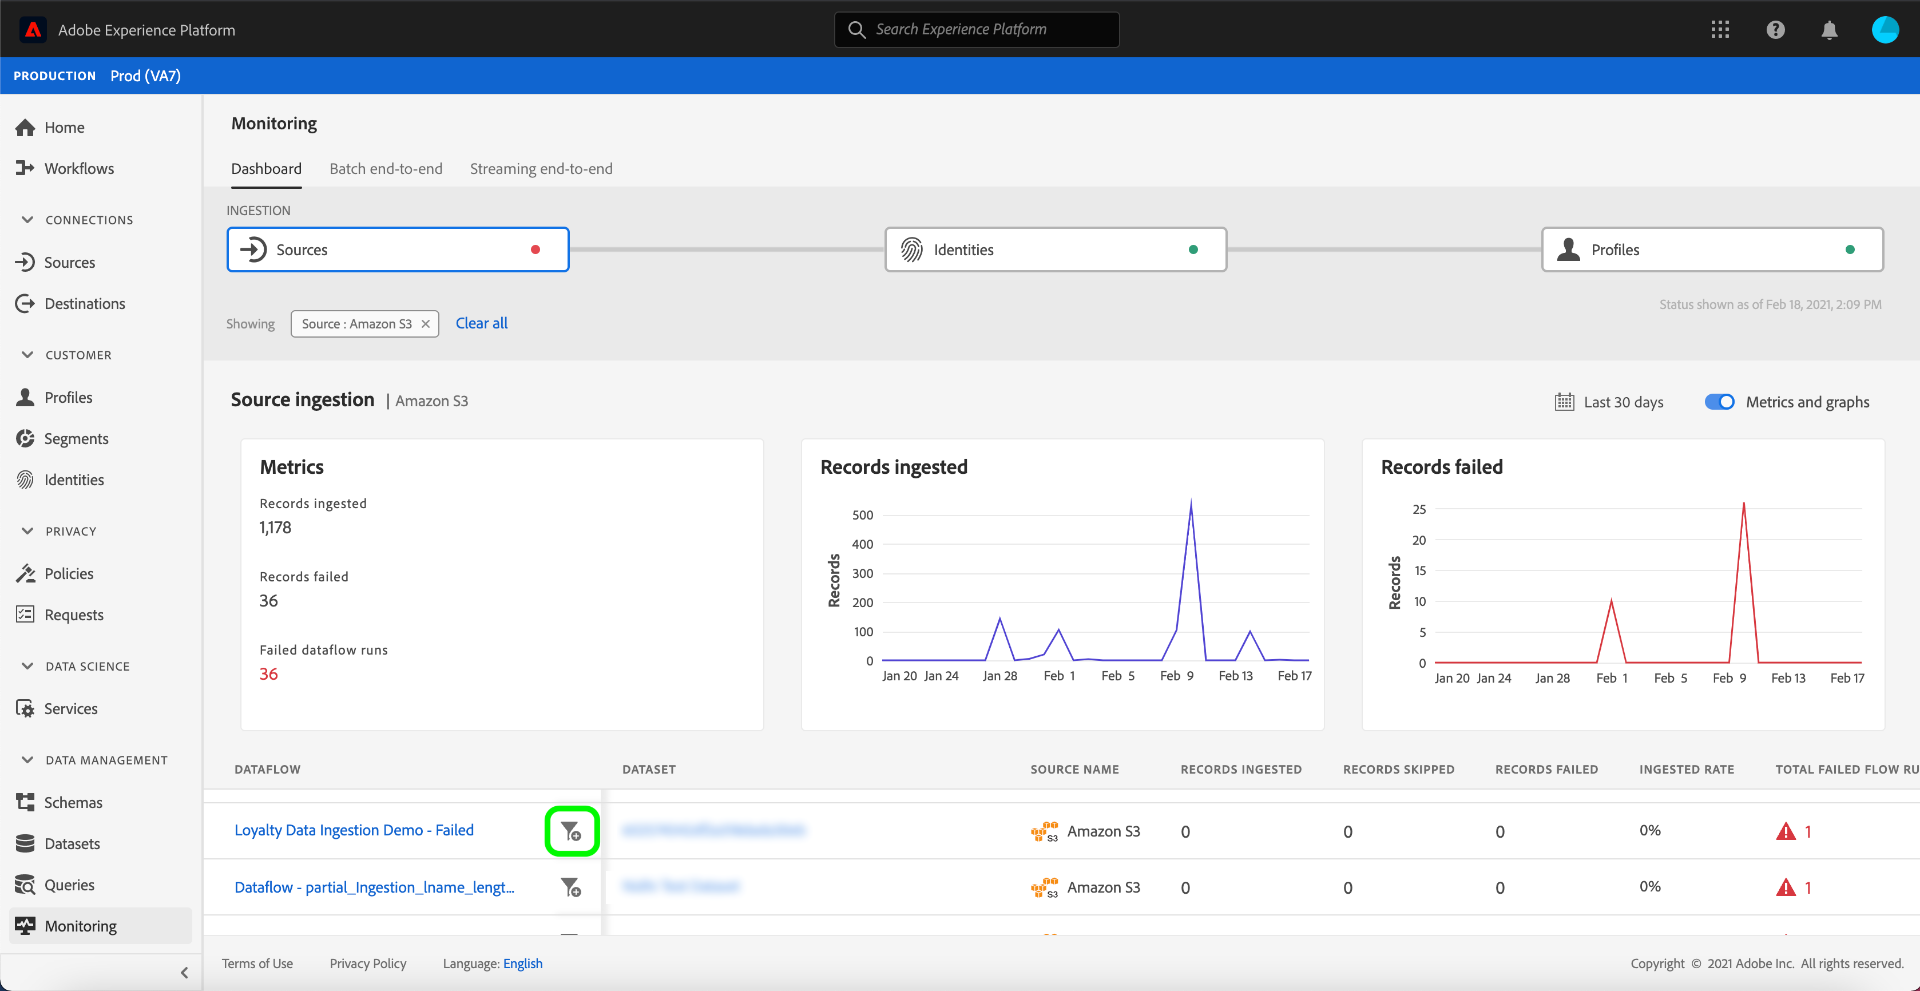 Adobe Experience Platform
Search Experience Platform
PRODUCTION Prod (VA7)
Home
Workflows
CONNECTIONS
Sources
Destinations
CUSTOMER
Profiles
Segments
Identities
PRIVACY
Policies
Requests
DATA SCIENCE
Services
DATA MANAGEMENT
Schemas
Datasets
Queries
Monitoring
Monitoring
Dashboard Batch end-to-end Streaming end-to-end
INGESTION
Sources
Identities
Profiles
Status shown as of Feb 18, 2021, 2:09 PM
Showing Source : Amazon S3 Clear all
Source ingestion | Amazon S3
Last 30 days
Metrics and graphs
Metrics
Records ingested
1,178
Records failed
36
Failed dataflow runs
36
Records ingested
Records
500
400
300
200
100
0
Jan 20 Jan 24 Jan 28 Feb 1 Feb 5 Feb 9 Feb 13 Feb 17
Records failed
Records
25
20
15
10
5
0
Jan 20 Jan 24 Jan 28 Feb 1 Feb 5 Feb 9 Feb 13 Feb 17
DATAFLOW DATASET SOURCE NAME RECORDS INGESTED RECORDS SKIPPED RECORDS FAILED INGESTED RATE TOTAL FAILED FLOW RU
Loyalty Data Ingestion Demo - Failed S3 Amazon S3 0 0 0 0% 1
Dataflow - partial_Ingestion_lname_lengt... S3 Amazon S3 0 0 0 0% 1
Terms of Use Privacy Policy Language: English
Copyright © 2021 Adobe Inc. All rights reserved.